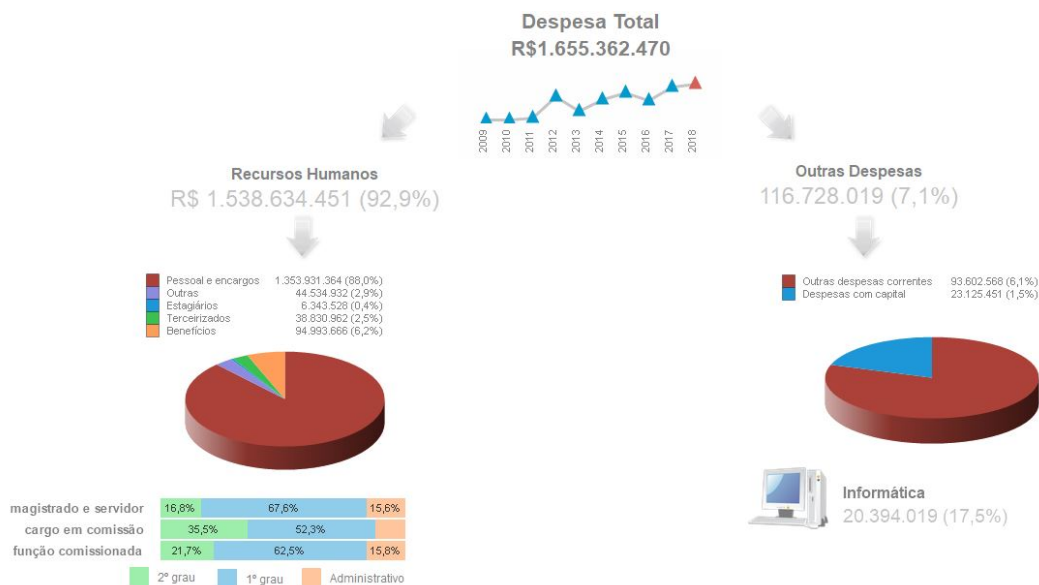 Despesa Total
R$1.655.362.470
2009
2010
2011
2012
2013
2014
2015
2016
2017
2018
Recursos Humanos
R$ 1.538.634.451 (92,9%)
Outras Despesas
116.728.019 (7,1%)
Pessoal e encargos 1.353.931.364 (88,0%)
Outras 44.534.932 (2,9%)
Estagiários 6.343.528 (0,4%)
Terceirizados 38.830.962 (2,5%)
Benefícios 94.993.666 (6,2%)
Outras despesas correntes 93.602.568 (6,1%)
Despesas com capital 23.125.451 (1,5%)
Informática
20.394.019 (17,5%)
magistrado e servidor 16,8% 67,6% 15,6%
cargo em comissão 35,5% 52,3%
função comissionada 21,7% 62,5% 15,8%
2º grau 1º grau Administrativo